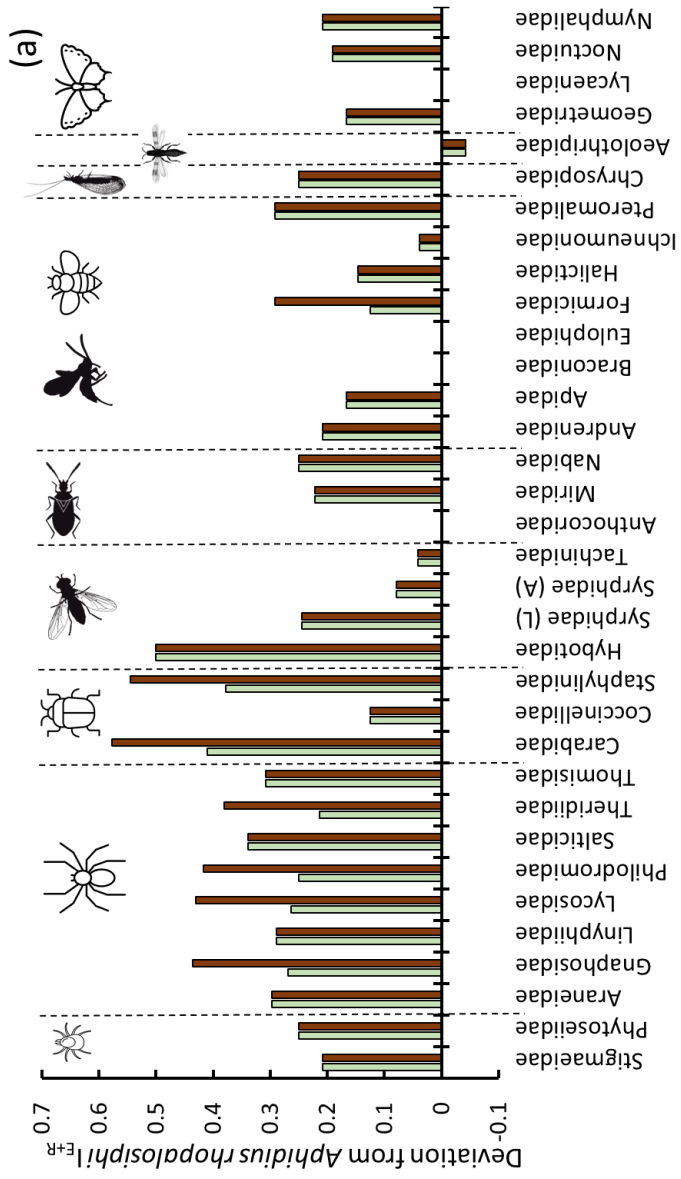 (a)
Deviation from Aphidius rhopalosiphi I E+R
0.7
0.6
0.5
0.4
0.3
0.2
0.1
0
-0.1
Stigmaeidae
Phytoseiidae
Araneidae
Gnaphosidae
Linyphiidae
Lycosidae
Philodromidae
Salticidae
Theridiidae
Thomisidae
Carabidae
Coccinellidae
Staphylinidae
Hybotidae
Syrphidae (L)
Syrphidae (A)
Tachinidae
Anthocoridae
Miridae
Nabidae
Andrenidae
Apidae
Braconidae
Eulophidae
Formicidae
Halictidae
Ichneumonidae
Pteromalidae
Chrysopidae
Aeolothripidae
Geometridae
Lycaenidae
Noctuidae
Nymphalidae